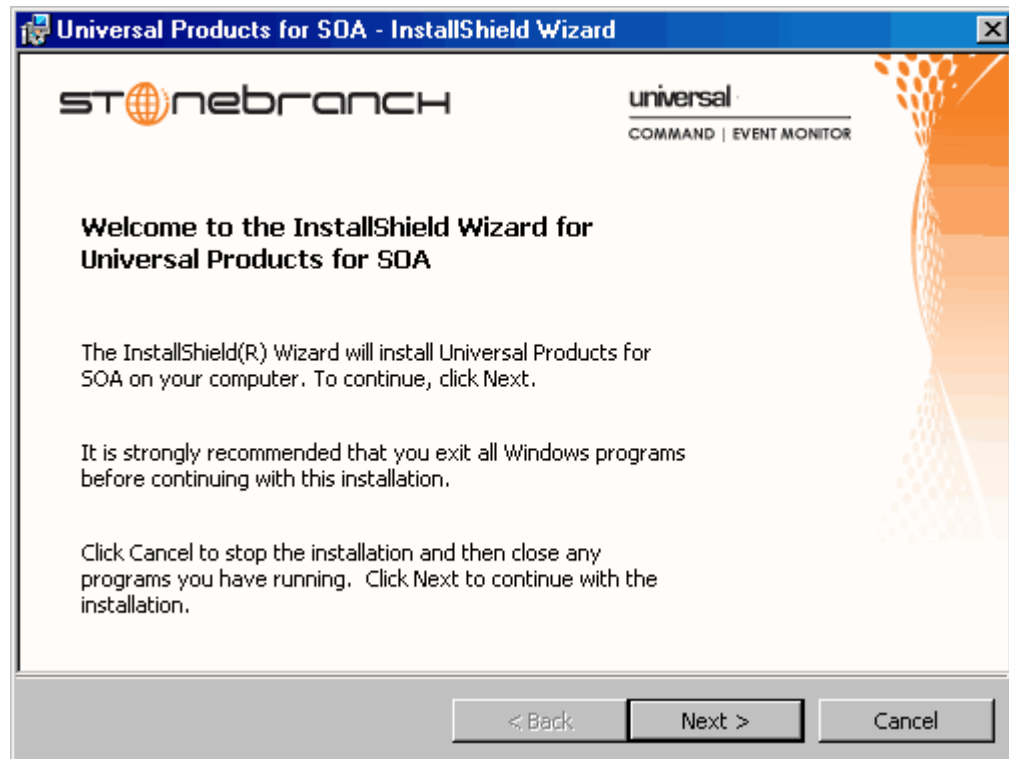 Universal Products for SOA - InstallShield Wizard
STonebrancH
universal
COMMAND | EVENT MONITOR
Welcome to the InstallShield Wizard for
Universal Products for SOA
The InstallShield(R) Wizard will install Universal Products for
SOA on your computer. To continue, click Next.
It is strongly recommended that you exit all Windows programs
before continuing with this installation.
Click Cancel to stop the installation and then close any
programs you have running.  Click Next to continue with the
installation.
< Back
Next >
Cancel